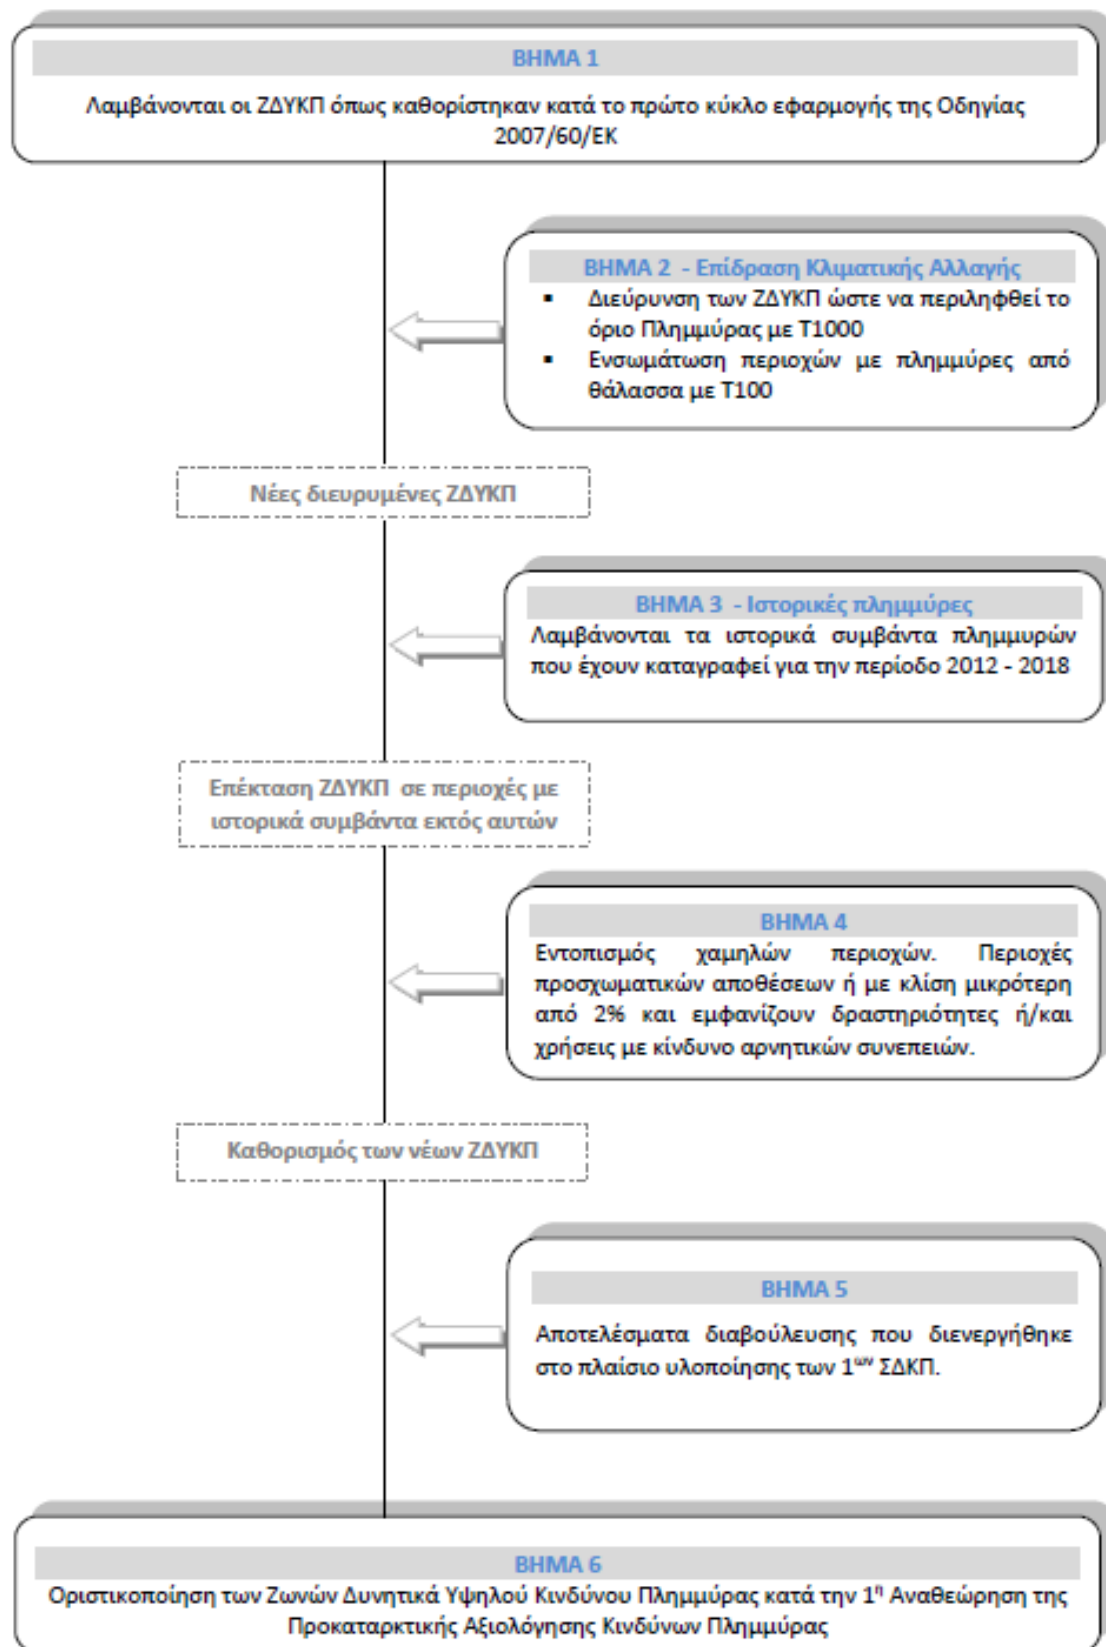 ΒΗΜΑ 1
Λαμβάνονται οι ΖΔΥΚΠ όπως καθορίστηκαν κατά το πρώτο κύκλο εφαρμογής της Οδηγίας
2007/60/ΕΚ
ΒΗΜΑ 2 - Επίδραση Κλιματικής Αλλαγής
▪ Διεύρυνση των ΖΔΥΚΠ ώστε να περιληφθεί το
όριο Πλημμύρας με Τ1000
▪ Ενσωμάτωση περιοχών με πλημμύρες από
θάλασσα με Τ100
Νέες διευρυμένες ΖΔΥΚΠ
ΒΗΜΑ 3 - Ιστορικές πλημμύρες
Λαμβάνονται τα ιστορικά συμβάντα πλημμυρών
που έχουν καταγραφεί για την περίοδο 2012 - 2018
Επέκταση ΖΔΥΚΠ σε περιοχές με
ιστορικά συμβάντα εκτός αυτών
ΒΗΜΑ 4
Εντοπισμός χαμηλών περιοχών. Περιοχές
προσχωματικών αποθέσεων ή με κλίση μικρότερη
από 2% και εμφανίζουν δραστηριότητες ή/και
χρήσεις με κίνδυνο αρνητικών συνεπειών.
Καθορισμός των νέων ΖΔΥΚΠ
ΒΗΜΑ 5
Αποτελέσματα διαβούλευσης που διενεργήθηκε
στο πλαίσιο υλοποίησης των 1ων ΣΔΚΠ.
ΒΗΜΑ 6
Οριστικοποίηση των Ζωνών Δυνητικά Υψηλού Κινδύνου Πλημμύρας κατά την 1η Αναθεώρηση της
Προκαταρκτικής Αξιολόγησης Κινδύνων Πλημμύρας